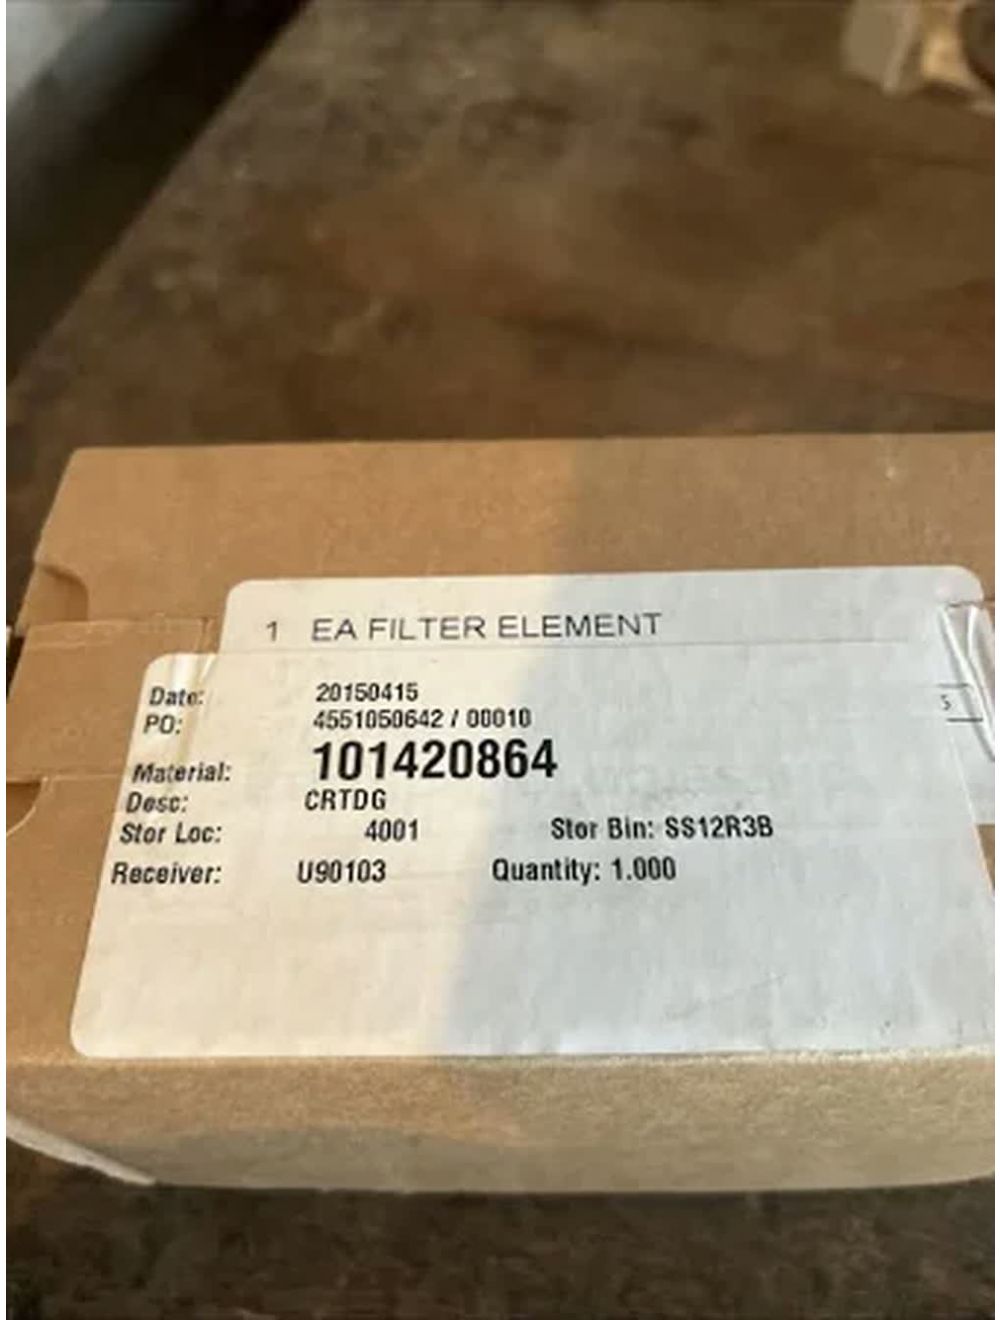 1 EA FILTER ELEMENT
Date: 20150415
PO: 4551050642 / 00010
Material: 101420864
Desc: CRTDG
Stor Loc: 4001 Stor Bin: SS12R3B
Receiver: U90103 Quantity: 1.000